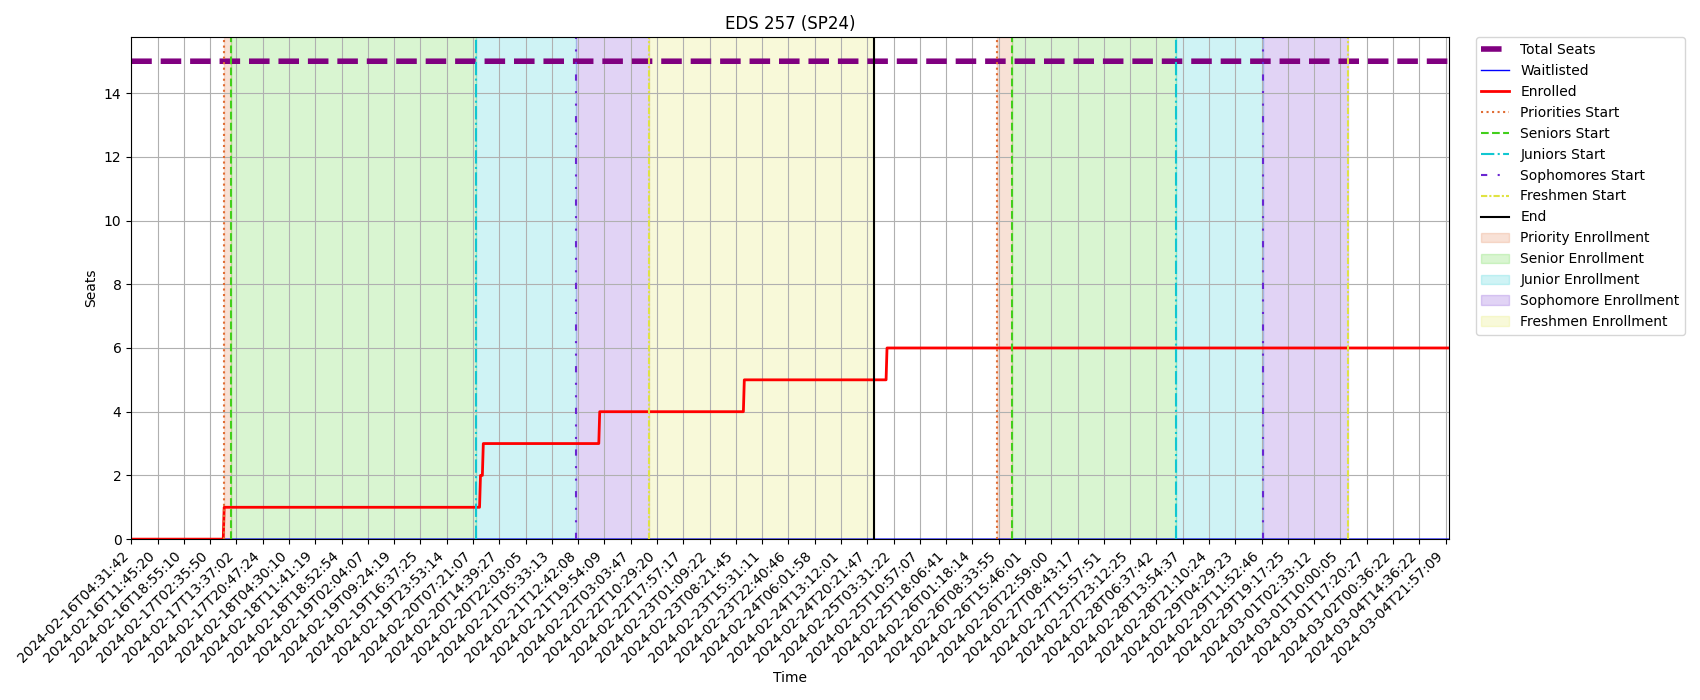 EDS 257 (SP24)
Seats
14
12
10
8
6
4
2
0
2024-02-16T04:31:42
2024-02-16T11:45:20
2024-02-16T18:55:10
2024-02-17T02:35:50
2024-02-17T13:37:02
2024-02-17T20:47:24
2024-02-18T04:30:10
2024-02-18T11:41:19
2024-02-18T18:52:54
2024-02-19T02:04:07
2024-02-19T09:24:19
2024-02-19T16:37:25
2024-02-19T23:53:14
2024-02-20T07:21:07
2024-02-20T14:39:27
2024-02-20T22:03:05
2024-02-21T05:33:13
2024-02-21T12:42:08
2024-02-21T19:54:09
2024-02-22T03:03:47
2024-02-22T10:29:20
2024-02-22T17:57:17
2024-02-23T01:09:22
2024-02-23T08:21:45
2024-02-23T15:31:11
2024-02-23T22:40:46
2024-02-24T06:01:58
2024-02-24T13:12:01
2024-02-24T20:21:47
2024-02-25T03:31:22
2024-02-25T10:57:07
2024-02-25T18:06:41
2024-02-26T01:18:14
2024-02-26T08:33:55
2024-02-26T15:46:01
2024-02-26T22:59:00
2024-02-27T08:43:17
2024-02-27T15:57:51
2024-02-27T23:12:25
2024-02-28T06:37:42
2024-02-28T13:54:37
2024-02-28T21:10:24
2024-02-29T04:29:23
2024-02-29T11:52:46
2024-02-29T19:17:25
2024-03-01T02:33:12
2024-03-01T10:00:05
2024-03-01T17:20:27
2024-03-02T00:36:22
2024-03-04T14:36:22
2024-03-04T21:57:09
Time
Total Seats
Waitlisted
Enrolled
Priorities Start
Seniors Start
Juniors Start
Sophomores Start
Freshmen Start
End
Priority Enrollment
Senior Enrollment
Junior Enrollment
Sophomore Enrollment
Freshmen Enrollment